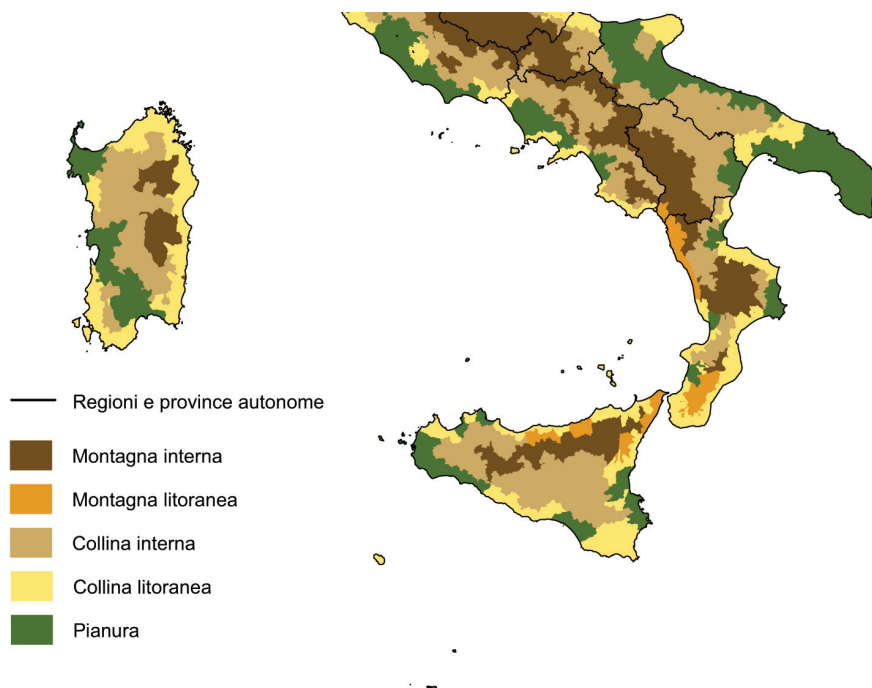 Regioni e province autonome
Montagna interna
Montagna litoranea
Collina interna
Collina litoranea
Pianura